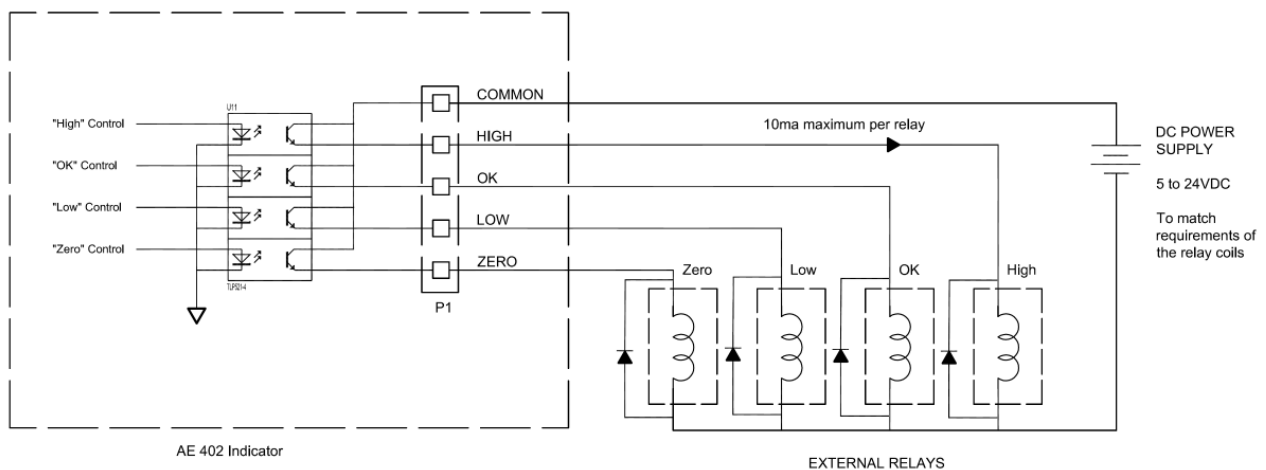 U11
"High" Control
"OK" Control
"Low" Control
"Zero" Control
TLP521-4
COMMON
HIGH
OK
LOW
ZERO
P1
10ma maximum per relay
DC POWER
SUPPLY
5 to 24VDC
To match
requirements of
the relay coils
Zero
Low
OK
High
AE 402 Indicator
EXTERNAL RELAYS